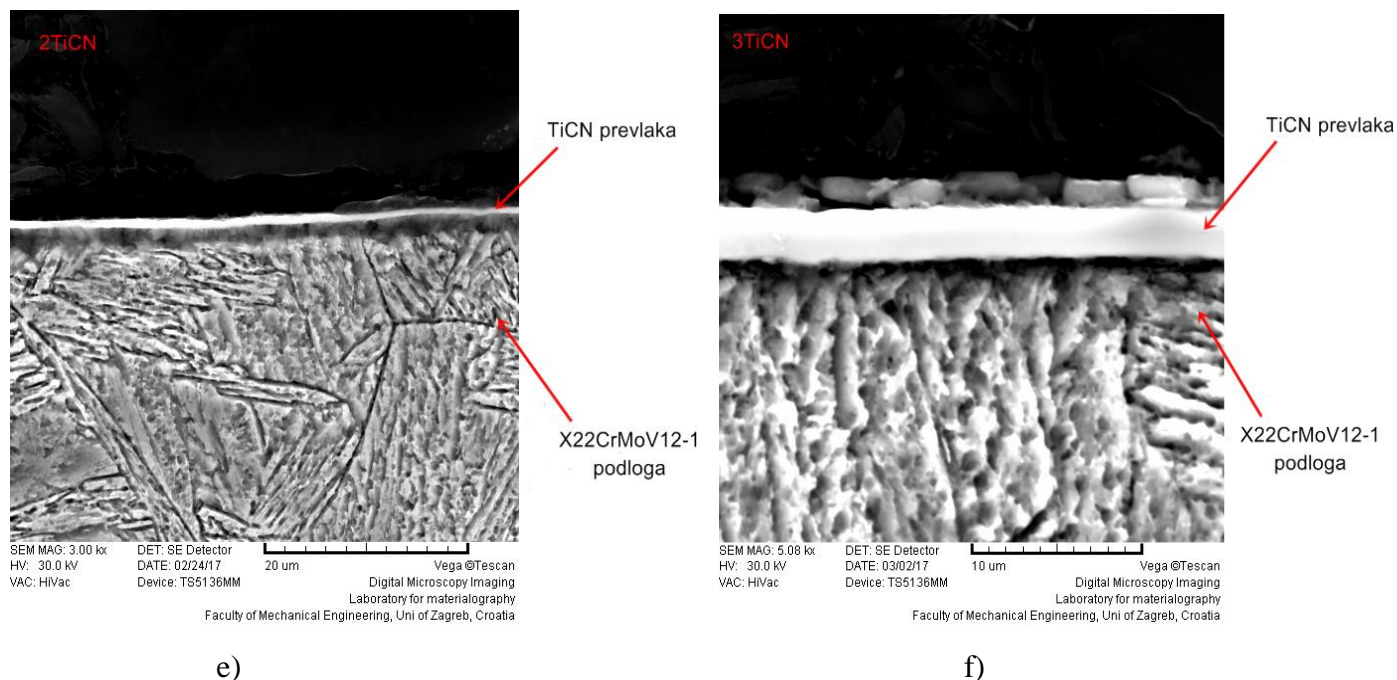 2TiCN
TiCN prevlaka
X22CrMoV12-1
podloga
SEM MAG: 3.00 kx DET: SE Detector
HV: 30.0 kV DATE: 02/24/17 20 um Vega ©Tescan
VAC: HiVac Device: TS5136MM Digital Microscopy Imaging
Laboratory for materialography
Faculty of Mechanical Engineering, Uni of Zagreb, Croatia
e)
3TiCN
TiCN prevlaka
X22CrMoV12-1
podloga
SEM MAG: 5.08 kx DET: SE Detector
HV: 30.0 kV DATE: 03/02/17 10 um Vega ©Tescan
VAC: HiVac Device: TS5136MM Digital Microscopy Imaging
Laboratory for materialography
Faculty of Mechanical Engineering, Uni of Zagreb, Croatia
f)